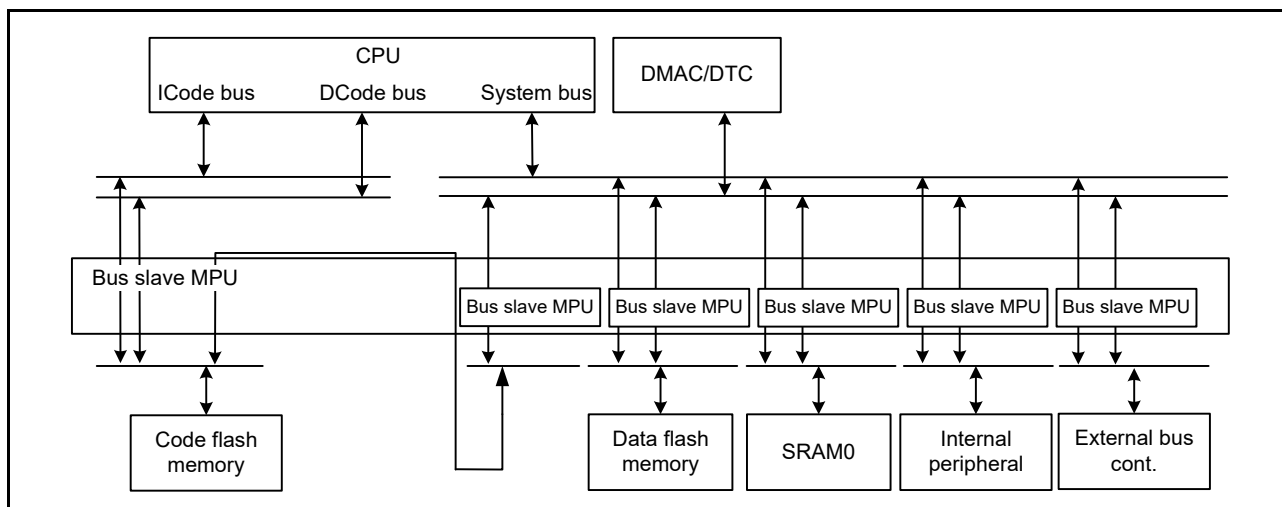 CPU
ICode bus DCode bus System bus
DMAC/DTC
Bus slave MPU
Bus slave MPU Bus slave MPU Bus slave MPU Bus slave MPU Bus slave MPU
Code flash
memory
Data flash
memory
SRAM0
Internal
peripheral
External bus
cont.